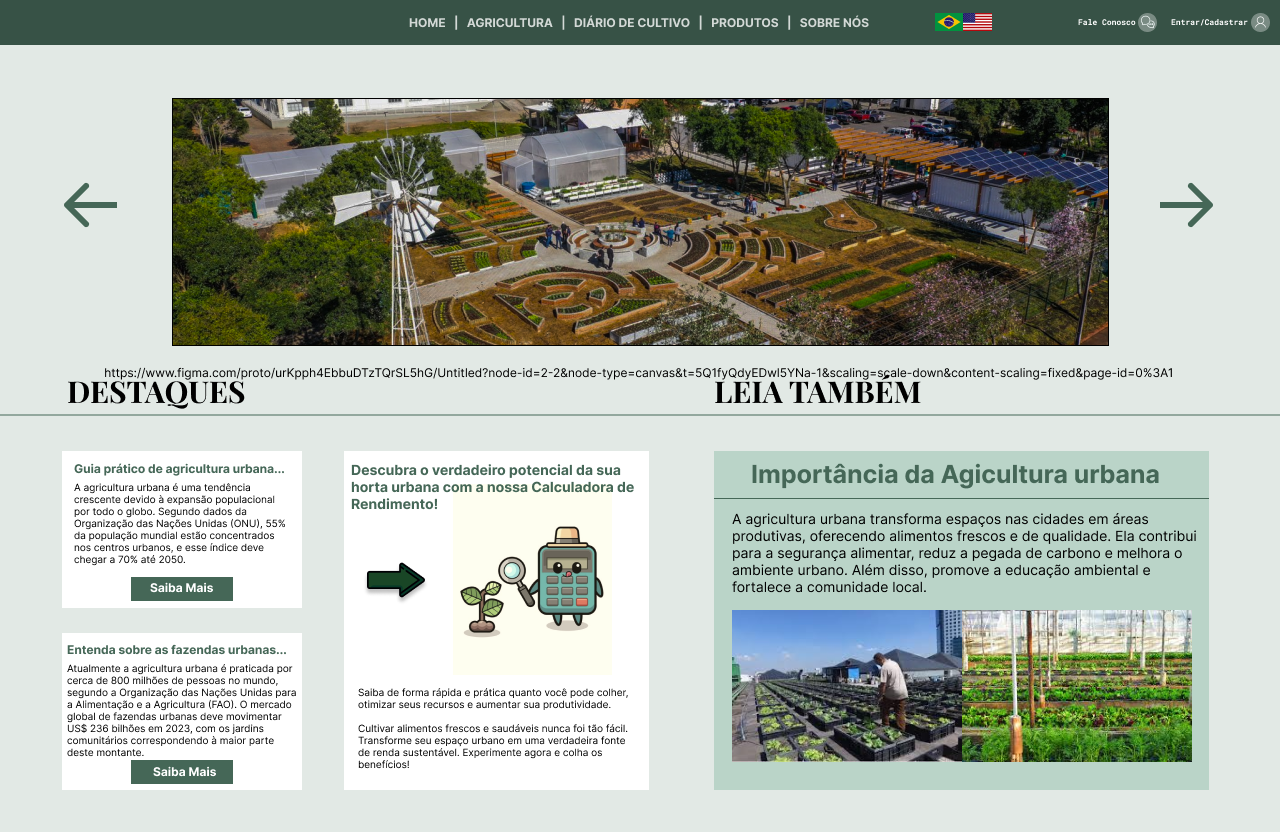 HOME | AGRICULTURA | DIÁRIO DE CULTIVO | PRODUTOS | SOBRE NÓS
Fale Conosco
Entrar/Cadastrar
https://www.figma.com/proto/urKpph4EbbuDTzTQrSL5hG/Untitled?node-id=2-2&node-type=canvas&t=5Q1fyQdyEDwl5YNa-1&scaling=scale-down&content-scaling=fixed&page-id=0%3A1
DESTAQUES
LEIA TAMBÉM
Guia prático de agricultura urbana...
A agricultura urbana é uma tendência
crescente devido à expansão populacional
por todo o globo. Segundo dados da
Organização das Nações Unidas (ONU), 55%
da população mundial estão concentrados
nos centros urbanos, e esse índice deve
chegar a 70% até 2050.
Saiba Mais
Entenda sobre as fazendas urbanas...
Atualmente a agricultura urbana é praticada por
cerca de 800 milhões de pessoas no mundo,
segundo a Organização das Nações Unidas para
a Alimentação e a Agricultura (FAO). O mercado
global de fazendas urbanas deve movimentar
US$ 236 bilhões em 2023, com os jardins
comunitários correspondendo à maior parte
deste montante.
Saiba Mais
Descubra o verdadeiro potencial da sua
horta urbana com a nossa Calculadora de
Rendimento!
Saiba de forma rápida e prática quanto você pode colher,
otimizar seus recursos e aumentar sua produtividade.
Cultivar alimentos frescos e saudáveis nunca foi tão fácil.
Transforme seu espaço urbano em uma verdadeira fonte
de renda sustentável. Experimente agora e colha os
benefícios!
Importância da Agicultura urbana
A agricultura urbana transforma espaços nas cidades em áreas
produtivas, oferecendo alimentos frescos e de qualidade. Ela contribui
para a segurança alimentar, reduz a pegada de carbono e melhora o
ambiente urbano. Além disso, promove a educação ambiental e
fortalece a comunidade local.